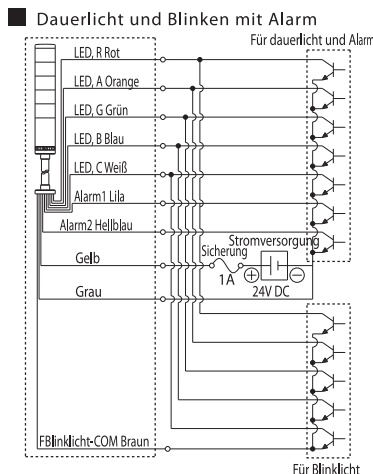 Dauerlicht und Blinken mit Alarm
Für dauerlicht und Alarm
LED, R Rot
LED, A Orange
LED, G Grün
LED, B Blau
LED, C Weiß
Alarm1 Lila
Alarm2 Hellblau
Gelb
Sicherung
Stromversorgung
1A
24V DC
Grau
FBlinklicht-COM Braun
Für Blinklicht